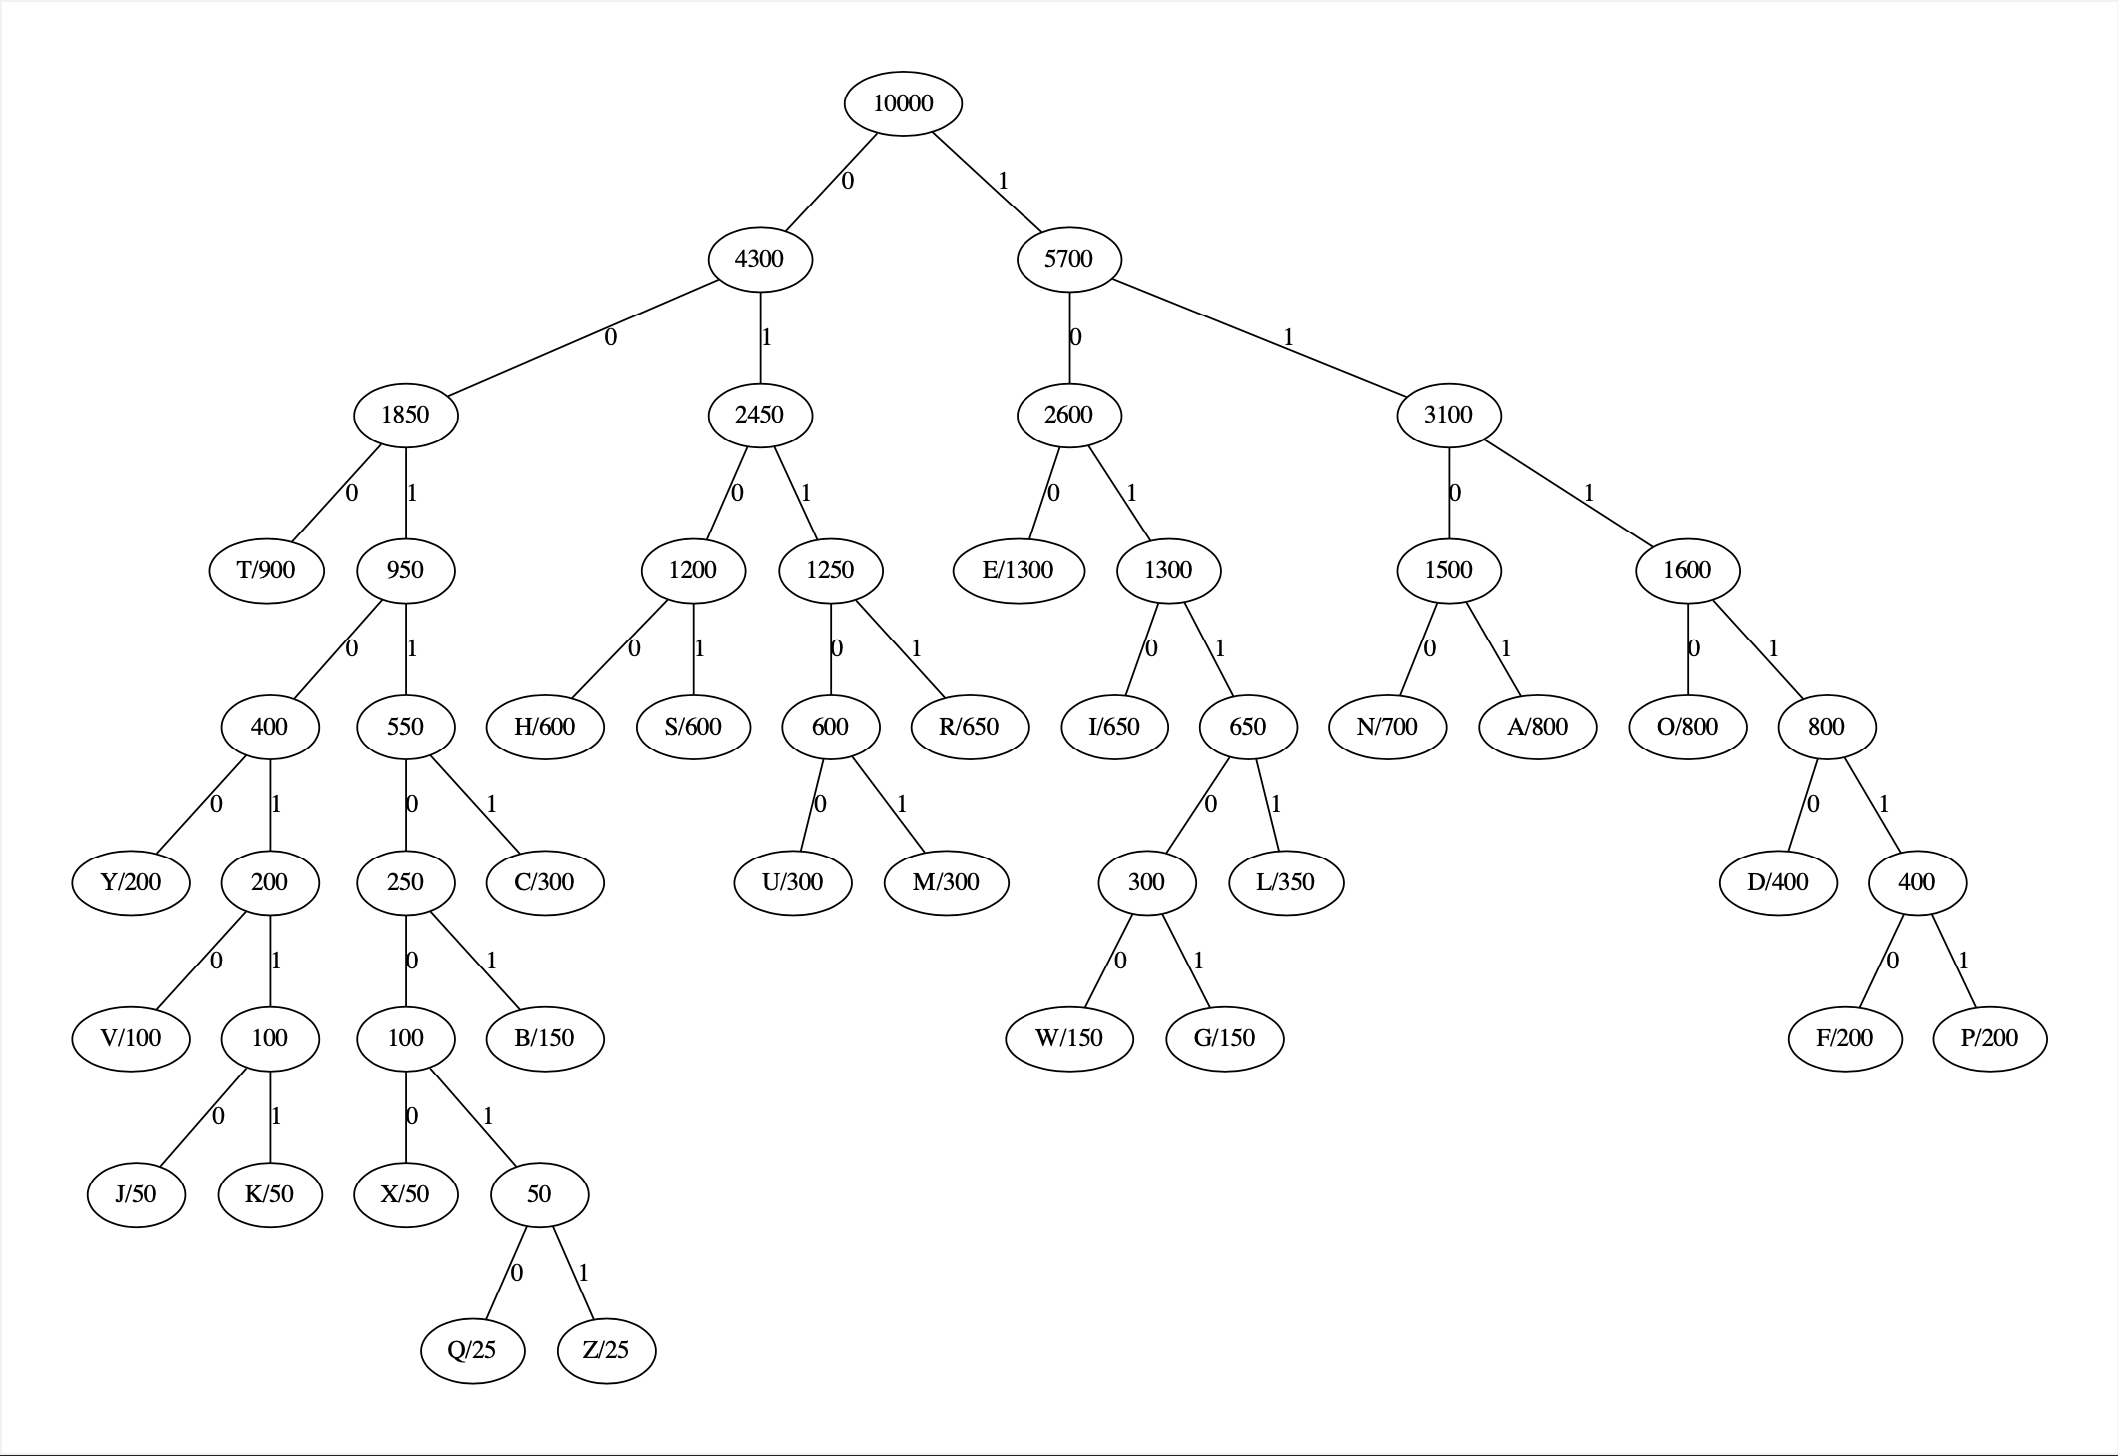 10000
0 1
4300 5700
0 1 0 1
1850 2450 2600 3100
0 1 0 1 0 1 0 1
T/900 950 1200 1250 E/1300 1300 1500 1600
0 1 0 1 0 1 0 1 0 1 0 1
400 550 H/600 S/600 600 R/650 I/650 650 N/700 A/800 O/800 800
0 1 0 1 0 1 0 1 0 1
Y/200 200 250 C/300 U/300 M/300 300 L/350 D/400 400
0 1 0 1 0 1 0 1
V/100 100 100 B/150 W/150 G/150 F/200 P/200
0 1 0 1
J/50 K/50 X/50 50
0 1
Q/25 Z/25